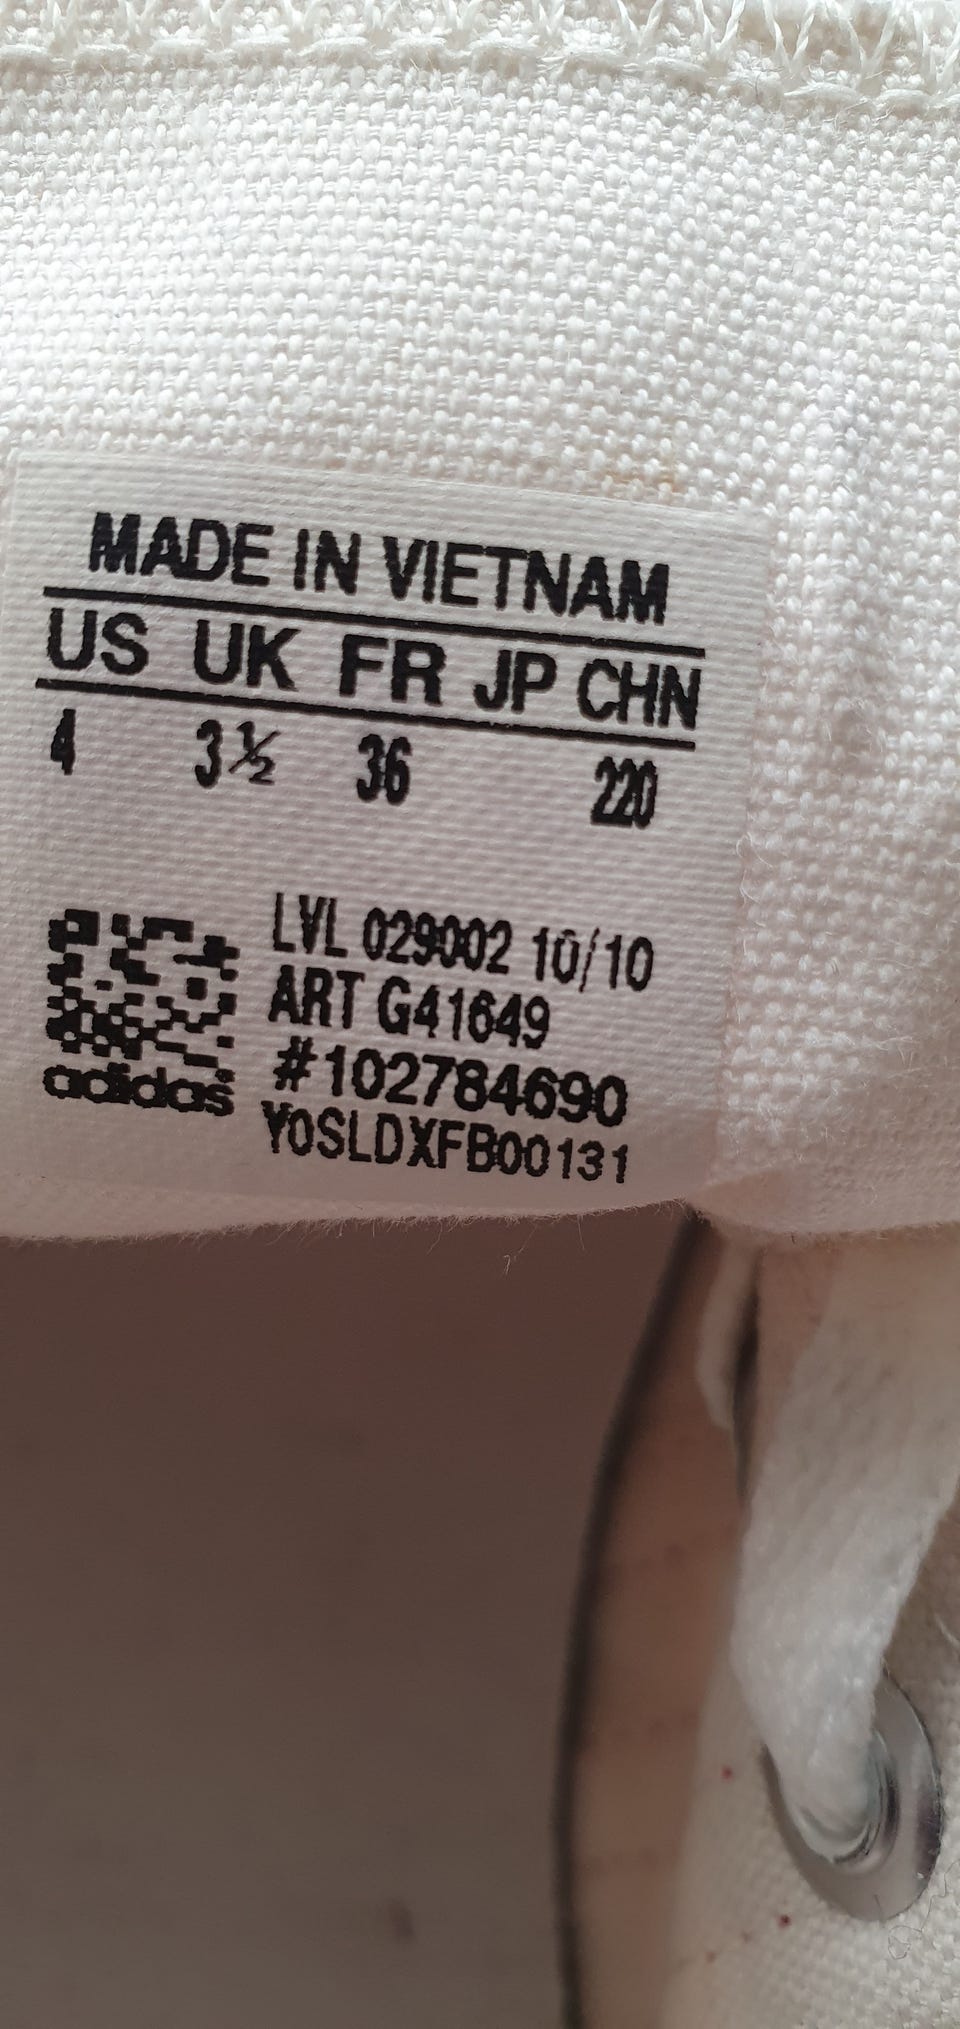 MADE IN VIETNAM
US UK FR JP CHN
4 3½ 36 220
LVL 029002 10/10
ART G41649
#102784690
Y0SLDXFB00131
adidas